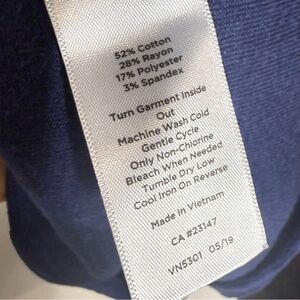 52% Cotton
28% Rayon
17% Polyester
3% Spandex
Turn Garment Inside
Out
Machine Wash Cold
Gentle Cycle
Only Non-Chlorine
Bleach When Needed
Tumble Dry Low
Cool Iron On Reverse
Made in Vietnam
CA #23147
VN5301 05/19